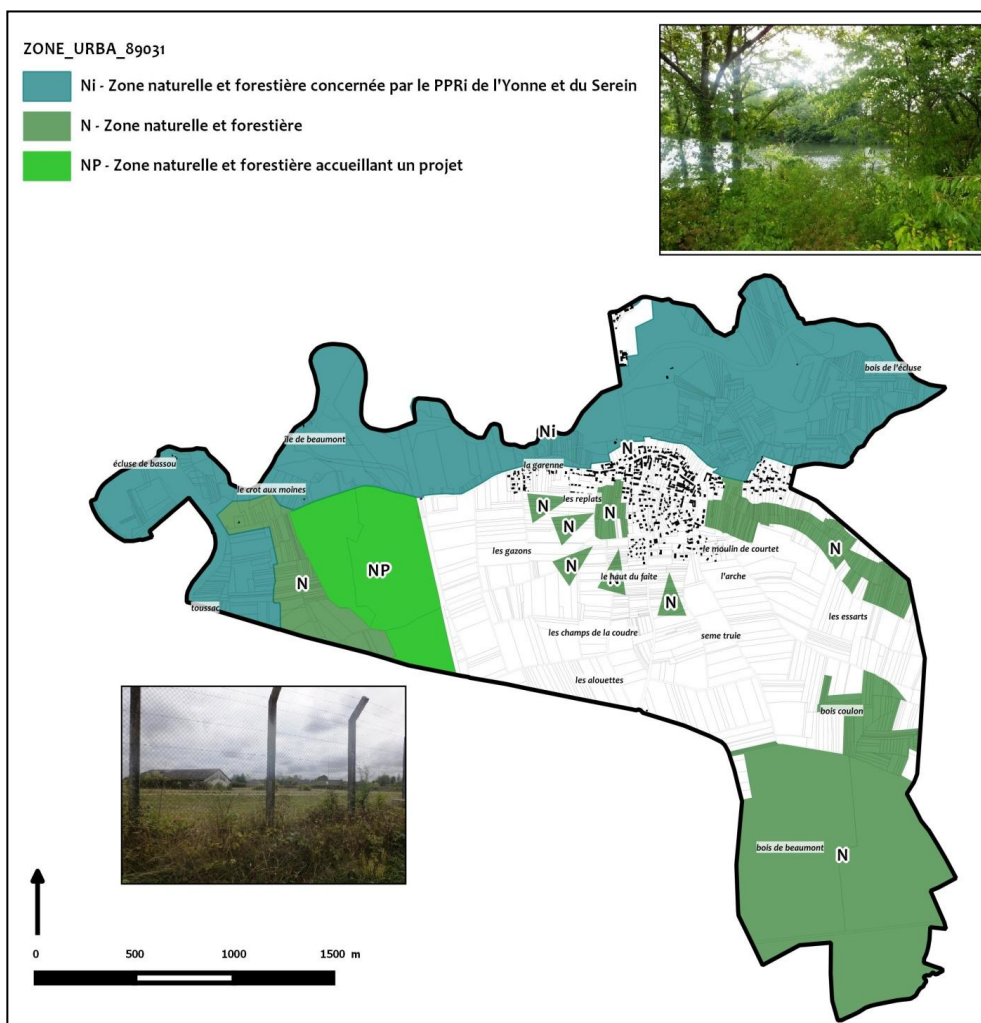 ZONE_URBA_89031
Ni - Zone naturelle et forestière concernée par le PPRi de l'Yonne et du Serein
N - Zone naturelle et forestière
NP - Zone naturelle et forestière accueillant un projet
bois de l'écluse
Ni
île de beaumont
N
écluse de bassou
la garenne
le crot aux moines
les replats
N
N
N
les gazons
le moulin de courtet
N
N
NP
N
le haut du faite
N
l'arche
N
toussac
les essarts
les champs de la coudre
seme truie
les alouettes
bois coulon
bois de beaumont
N
0 500 1000 1500 m